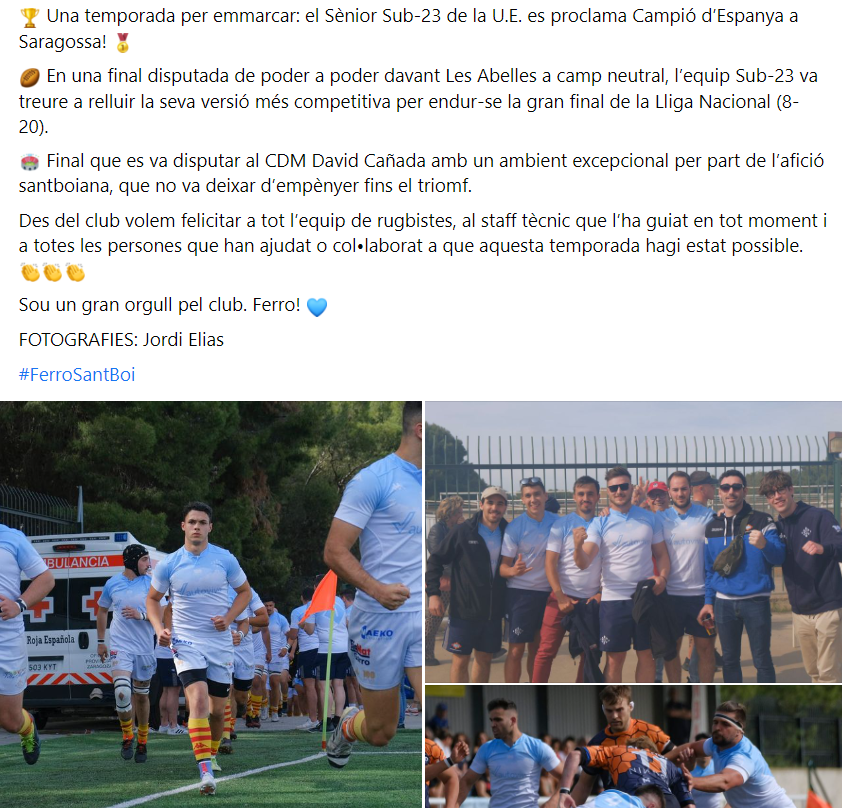 🏆 Una temporada per emmarcar: el Sènior Sub-23 de la U.E. es proclama Campió d’Espanya a
Saragossa! 🏅
🏉 En una final disputada de poder a poder davant Les Abelles a camp neutral, l’equip Sub-23 va
treure a relluir la seva versió més competitiva per endur-se la gran final de la Lliga Nacional (8-
20).
🏟️ Final que es va disputar al CDM David Cañada amb un ambient excepcional per part de l’afició
santboiana, que no va deixar d’empènyer fins el triomf.
Des del club volem felicitar a tot l’equip de rugbistes, al staff tècnic que l’ha guiat en tot moment i
a totes les persones que han ajudat o col•laborat a que aquesta temporada hagi estat possible.
👏👏👏
Sou un gran orgull pel club. Ferro! 💙
FOTOGRAFIES: Jordi Elias
#FerroSantBoi
AMBULANCIA
Roja Española
503 KYT
AEKO